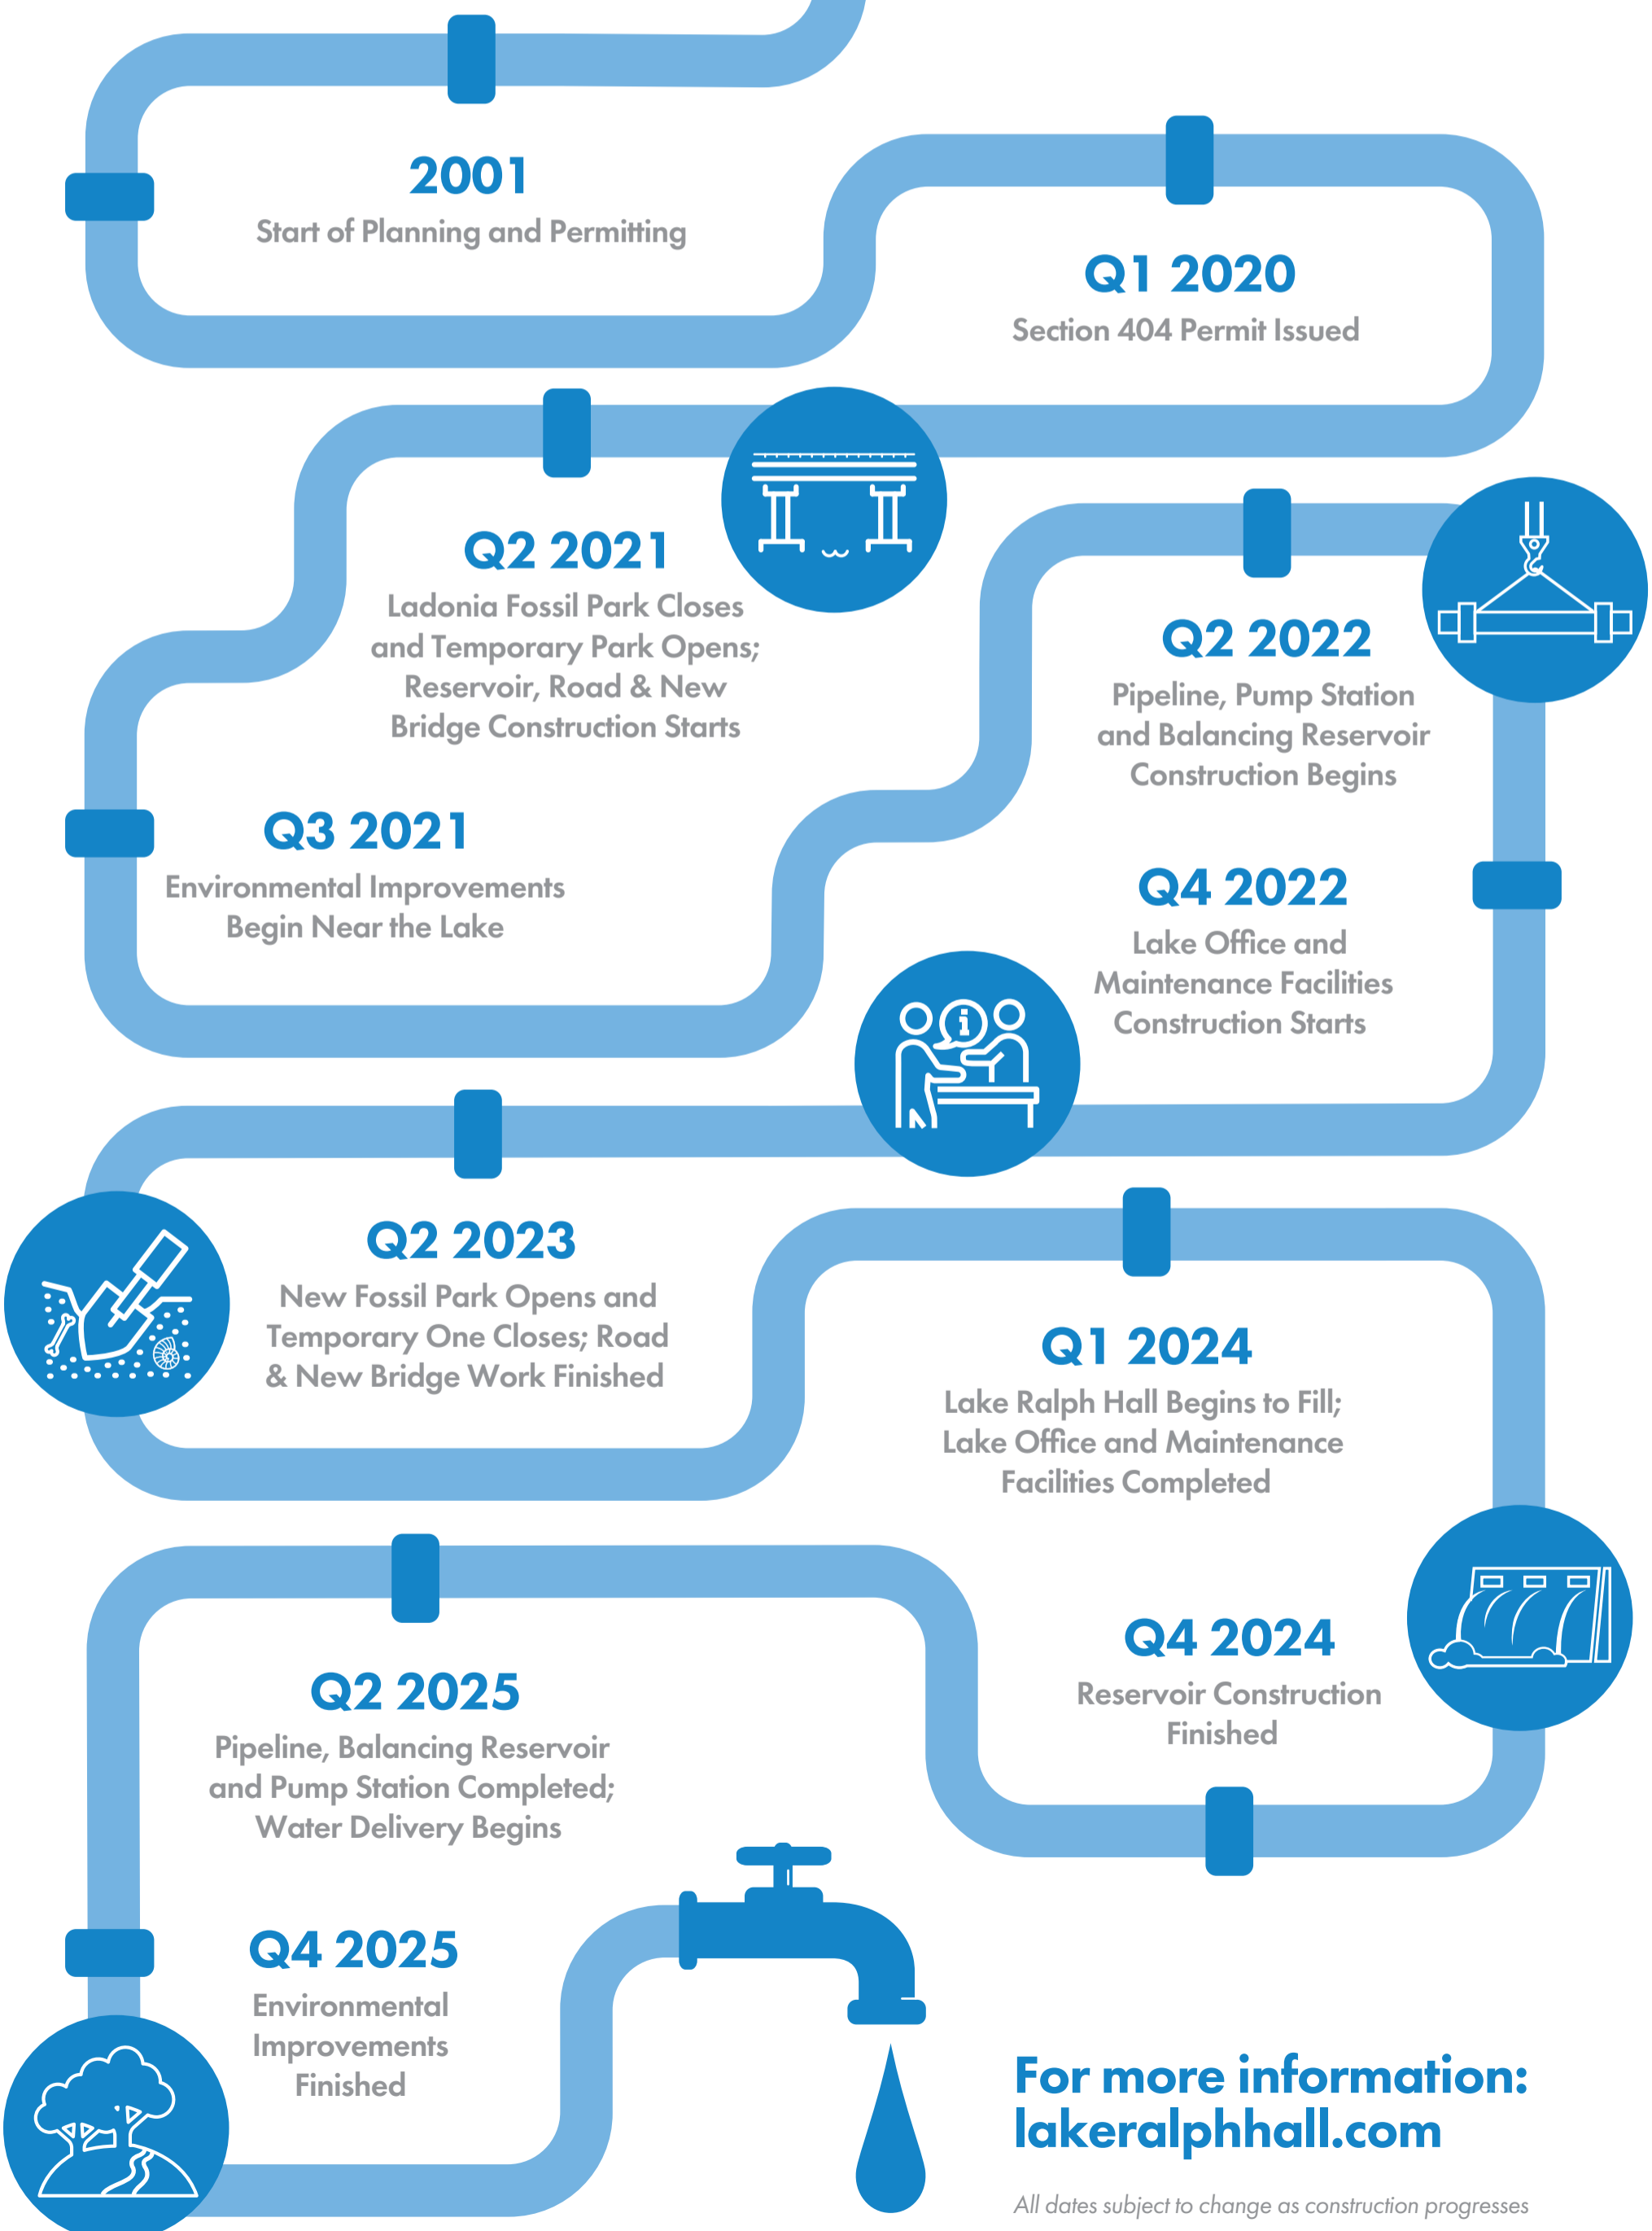 2001
Start of Planning and Permitting
Q1 2020
Section 404 Permit Issued
Q2 2021
Ladonia Fossil Park Closes
and Temporary Park Opens;
Reservoir, Road & New
Bridge Construction Starts
Q3 2021
Environmental Improvements
Begin Near the Lake
Q2 2022
Pipeline, Pump Station
and Balancing Reservoir
Construction Begins
Q4 2022
Lake Office and
Maintenance Facilities
Construction Starts
i
Q2 2023
New Fossil Park Opens and
Temporary One Closes; Road
& New Bridge Work Finished
Q1 2024
Lake Ralph Hall Begins to Fill;
Lake Office and Maintenance
Facilities Completed
Q4 2024
Reservoir Construction
Finished
Q2 2025
Pipeline, Balancing Reservoir
and Pump Station Completed;
Water Delivery Begins
Q4 2025
Environmental
Improvements
Finished
For more information:
lakeralphhall.com
All dates subject to change as construction progresses